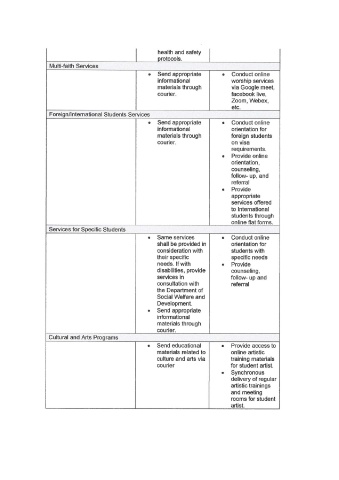 health and safety
protocols.
Multi-faith Services
• Send appropriate
informational
materials through
courier.
• Conduct online
worship services
via Google meet,
facebook live,
Zoom, Webex,
etc.
Foreign/International Students Services
• Send appropriate
informational
materials through
courier.
• Conduct online
orientation for
foreign students
on visa
requirements.
• Provide online
orientation,
counseling,
follow- up, and
referral
• Provide
appropriate
services offered
to International
students through
online flat forms.
Services for Specific Students
• Same services
shall be provided in
consideration with
their specific
needs. If with
disabilities, provide
services in
consultation with
the Department of
Social Welfare and
Development.
• Send appropriate
informational
materials through
courier.
• Conduct online
orientation for
students with
specific needs
• Provide
counseling,
follow- up and
referral
Cultural and Arts Programs
• Send educational
materials related to
culture and arts via
courier
• Provide access to
online artistic
training materials
for student artist.
• Synchronous
delivery of regular
artistic trainings
and meeting
rooms for student
artist.